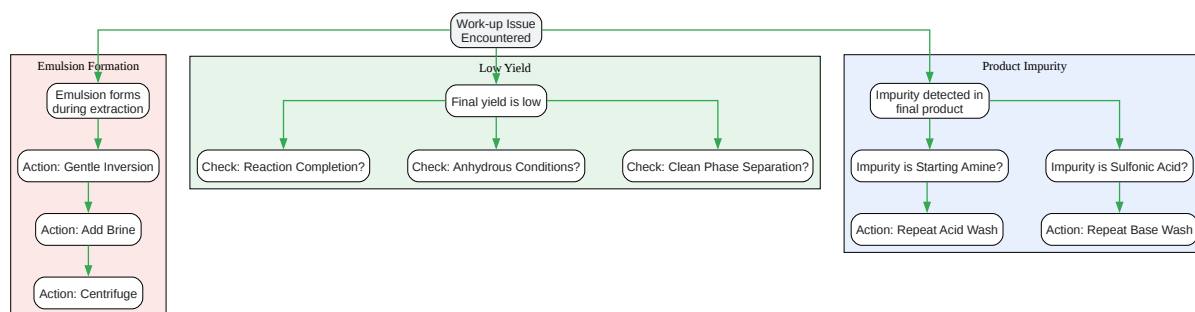 Work-up Issue
Encountered
Emulsion Formation
Emulsion forms
during extraction
Action: Gentle Inversion
Action: Add Brine
Action: Centrifuge
Low Yield
Final yield is low
Check: Reaction Completion?
Check: Anhydrous Conditions?
Check: Clean Phase Separation?
Product Impurity
Impurity detected in
final product
Impurity is Starting Amine?
Impurity is Sulfonic Acid?
Action: Repeat Acid Wash
Action: Repeat Base Wash